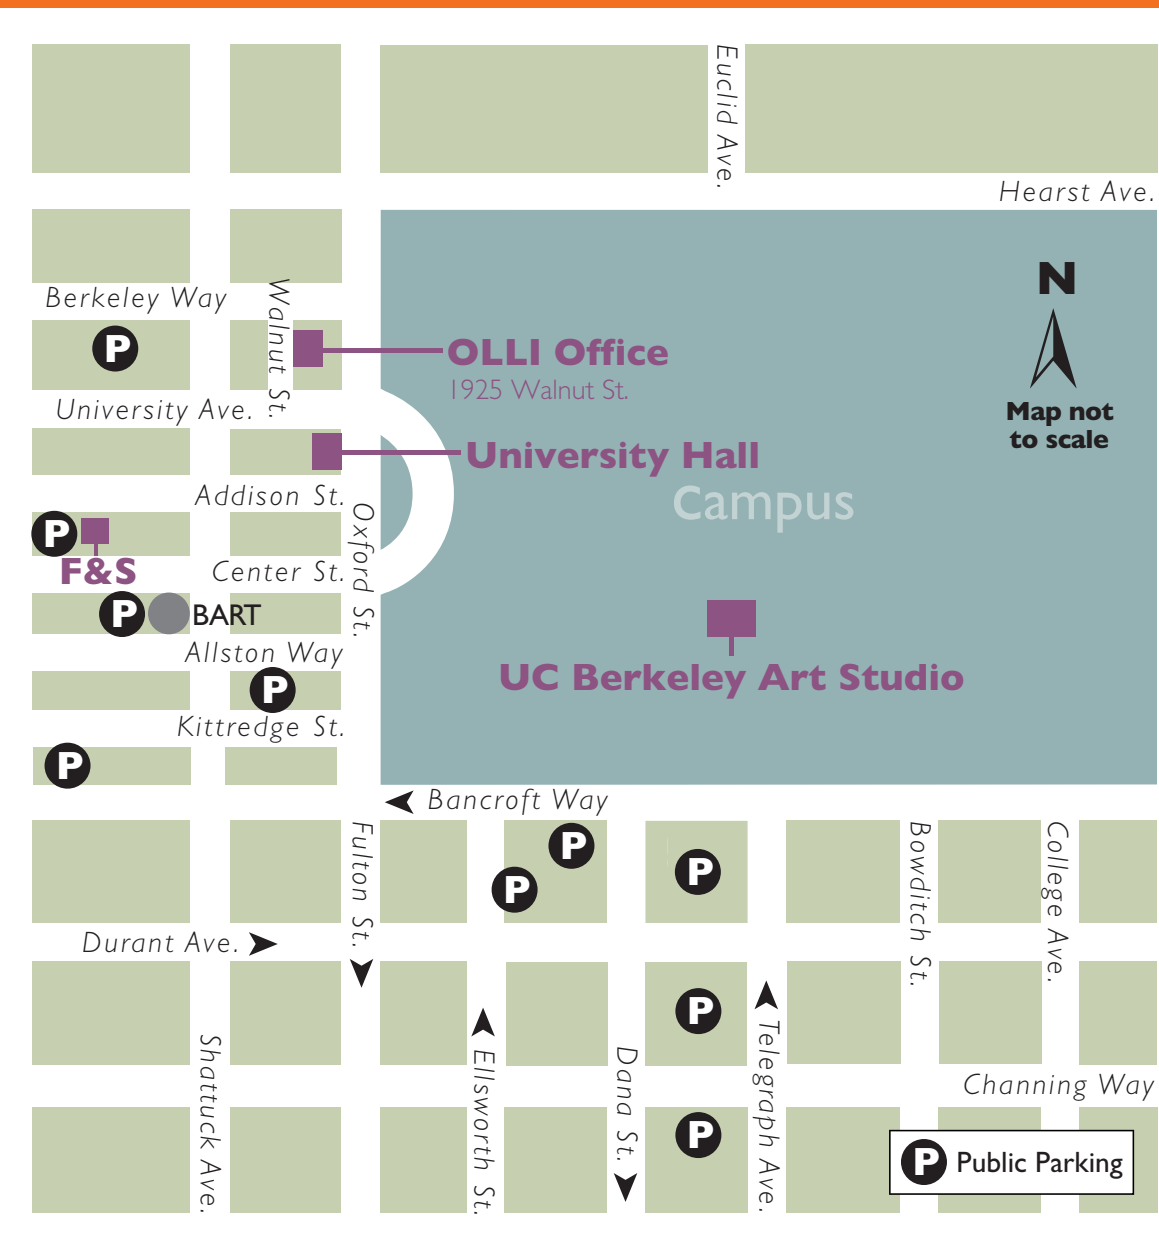 Euclid Ave.
Hearst Ave.
N
Map not
to scale
Berkeley Way
Walnut St.
P
OLLI Office
1925 Walnut St.
University Ave.
University Hall
Campus
Addison St.
Oxford St.
P
F&S
Center St.
P
BART
Allston Way
P
UC Berkeley Art Studio
Kittredge St.
P
Bancroft Way
Fulton St.
P
P
P
Bowditch St.
College Ave.
Durant Ave.
P
Shattuck Ave.
Ellsworth St.
Dana St.
Telegraph Ave.
Channing Way
P
P Public Parking